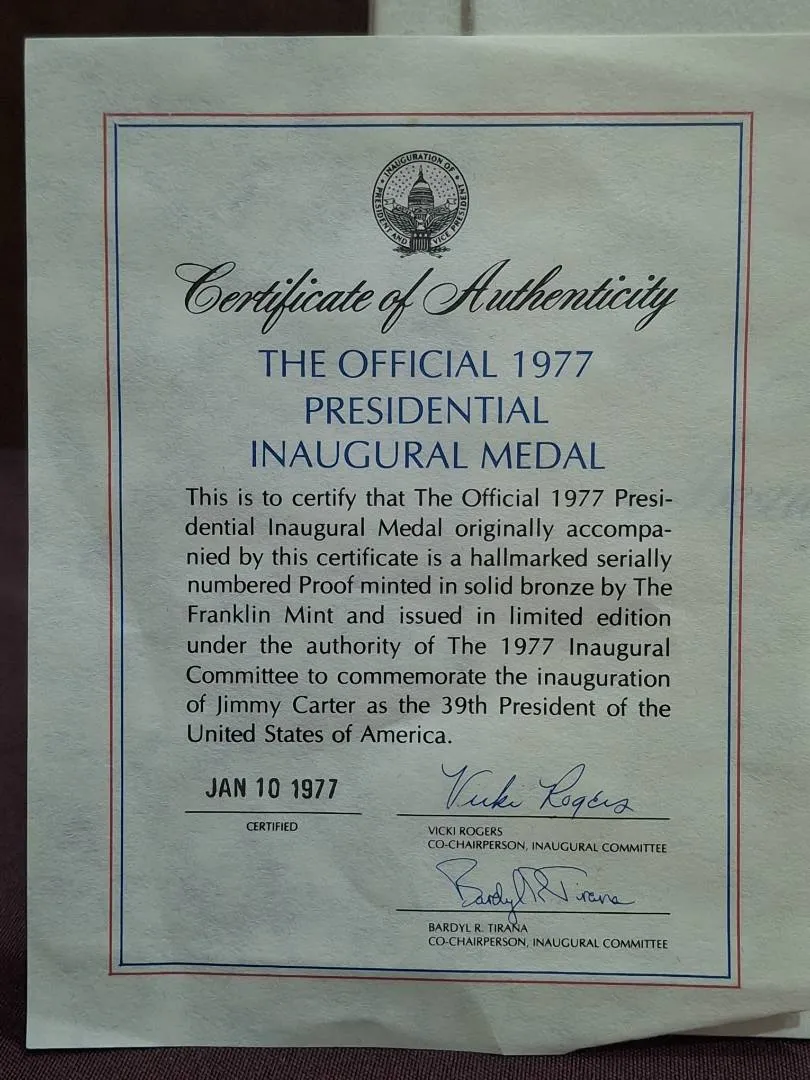 INAUGURATION OF
PRESIDENT AND VICE PRESIDENT
Certificate of Authenticity
THE OFFICIAL 1977
PRESIDENTIAL
INAUGURAL MEDAL
This is to certify that The Official 1977 Presi-
dential Inaugural Medal originally accompa-
nied by this certificate is a hallmarked serially
numbered Proof minted in solid bronze by The
Franklin Mint and issued in limited edition
under the authority of The 1977 Inaugural
Committee to commemorate the inauguration
of Jimmy Carter as the 39th President of the
United States of America.
JAN 10 1977
CERTIFIED
Vicki Rogers
VICKI ROGERS
CO-CHAIRPERSON, INAUGURAL COMMITTEE
Bardyl R. Tirana
BARDYL R. TIRANA
CO-CHAIRPERSON, INAUGURAL COMMITTEE